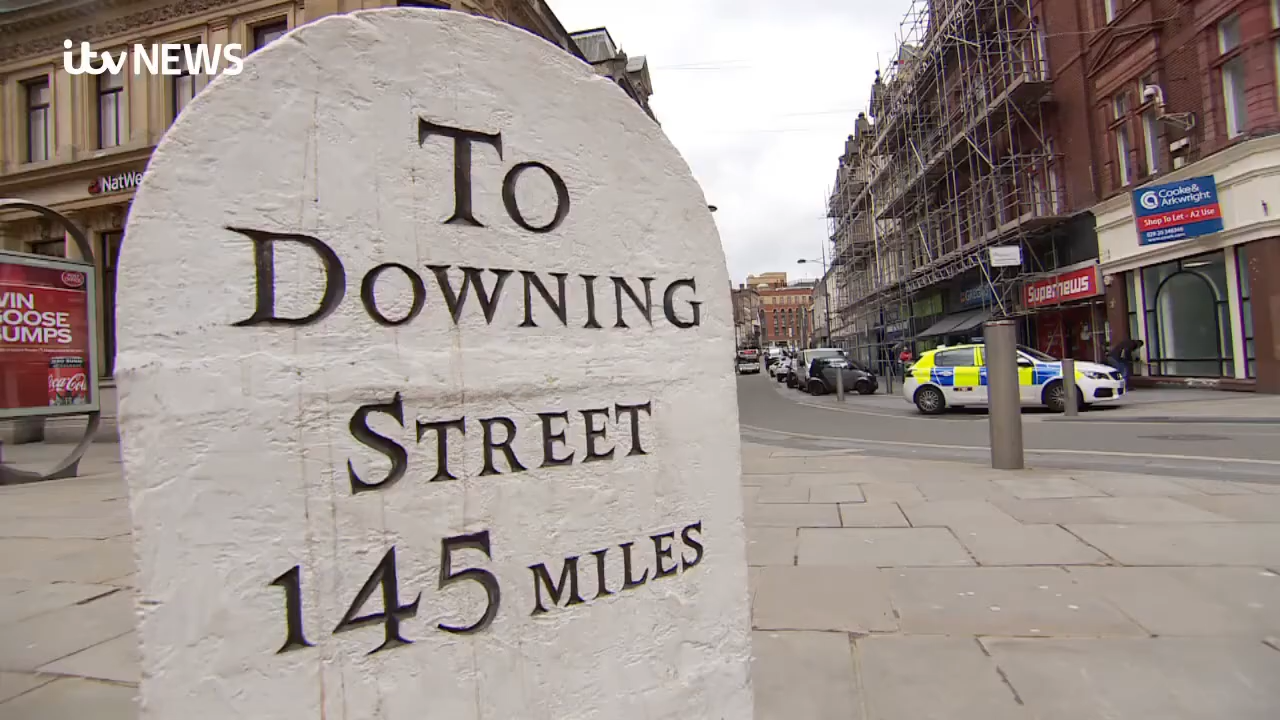 itv NEWS
To
Downing
Street
145 miles
NatWe
WIN
GOOSE
BUMPS
Coca-Cola
Cooke &
Arkwright
Shop To Let - A2 Use
Supernews